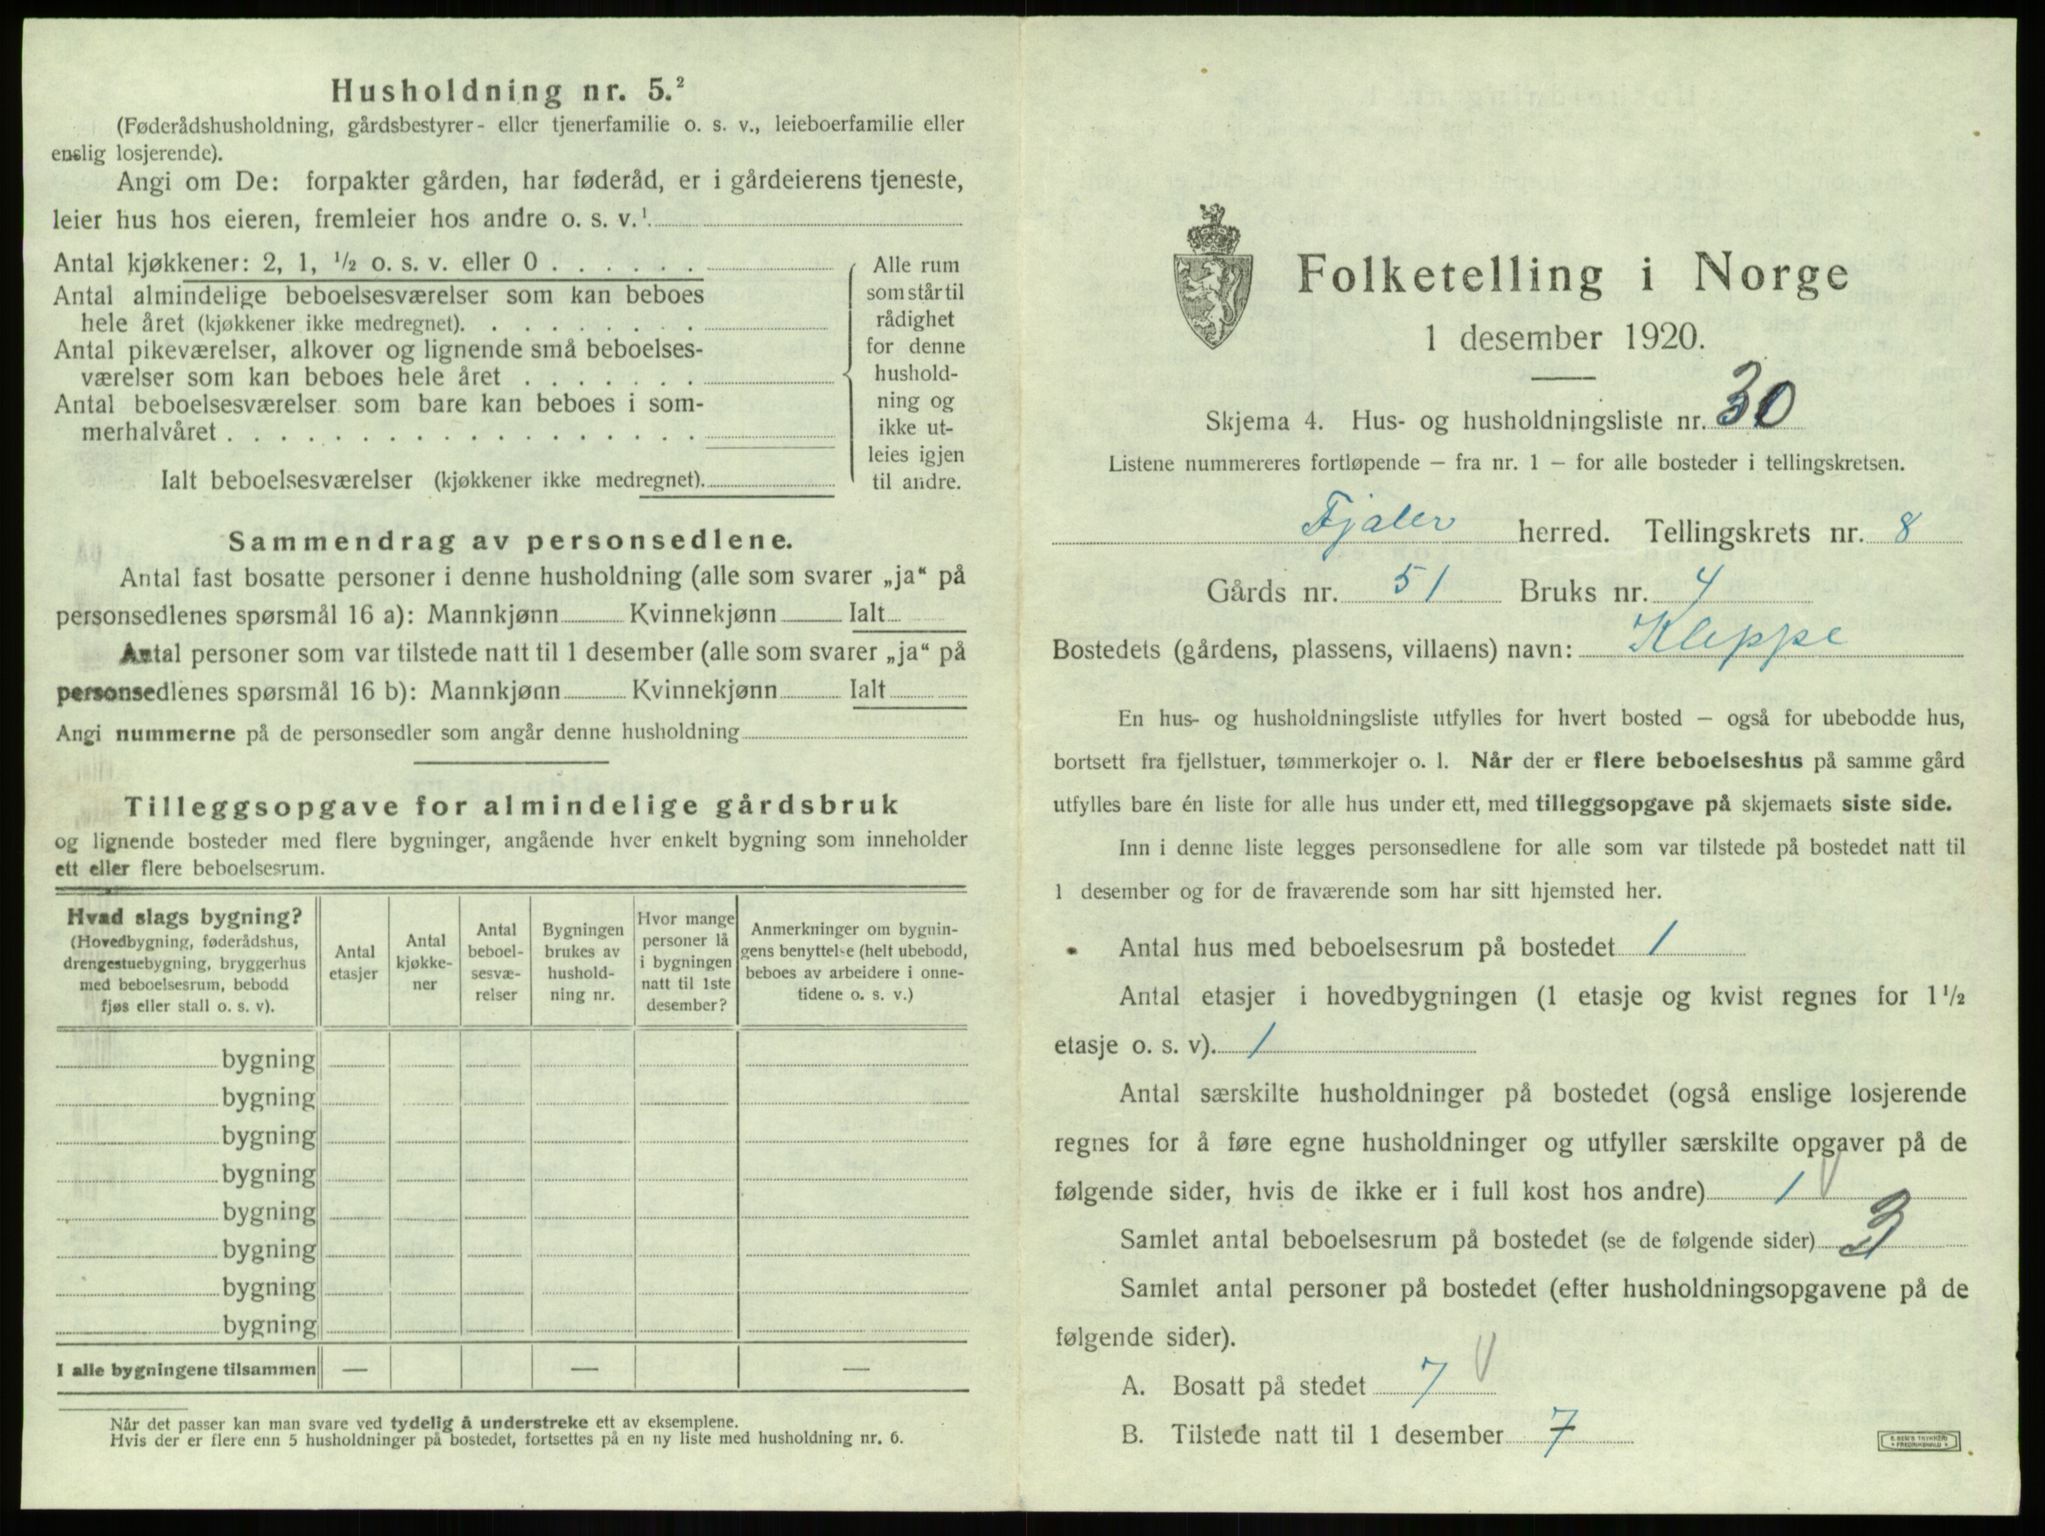 Husholdning nr. 5.²
(Føderådshusholdning, gårdsbestyrer- eller tjenerfamilie o. s. v., leieboerfamilie eller
enslig losjerende).
Angi om De: forpakter gården, har føderåd, er i gårdeierens tjeneste,
leier hus hos eieren, fremleier hos andre o. s. v.¹
Antal kjøkkener: 2, 1, ½ o. s. v. eller 0
Antal almindelige beboelsesværelser som kan beboes
hele året (kjøkkener ikke medregnet).
Antal pikeværelser, alkover og lignende små beboelses-
værelser som kan beboes hele året
Antal beboelsesværelser som bare kan beboes i som-
merhalvåret
Ialt beboelsesværelser (kjøkkener ikke medregnet).
Alle rum
som står til
rådighet
for denne
hushold-
ning og
ikke ut-
leies igjen
til andre.
Sammendrag av personsedlene.
Antal fast bosatte personer i denne husholdning (alle som svarer „ja“ på
personsedlenes spørsmål 16 a): Mannkjønn Kvinnekjønn Ialt
Antal personer som var tilstede natt til 1 desember (alle som svarer „ja“ på
personsedlenes spørsmål 16 b): Mannkjønn Kvinnekjønn Ialt
Angi nummerne på de personsedler som angår denne husholdning
Tilleggsopgave for almindelige gårdsbruk
og lignende bosteder med flere bygninger, angående hver enkelt bygning som inneholder
ett eller flere beboelsesrum.
Hvad slags bygning?
(Hovedbygning, føderådshus,
drengestuebygning, bryggerhus
med beboelsesrum, bebodd
fjøs eller stall o. s. v).
Antal
etasjer
Antal
kjøkke-
ner
Antal
beboel-
sesvæ-
relser
Bygningen
brukes av
hushold-
ning nr.
Hvor mange
personer lå
i bygningen
natt til 1ste
desember?
Anmerkninger om bygnin-
gens benyttelse (helt ubebodd,
beboes av arbeidere i onne-
tidene o. s. v.)
bygning
bygning
bygning
bygning
bygning
bygning
bygning
bygning
I alle bygningene tilsammen — — —
Når det passer kan man svare ved tydelig å understreke ett av eksemplene.
Hvis der er flere enn 5 husholdninger på bostedet, fortsettes på en ny liste med husholdning nr. 6.
Folketelling i Norge
1 desember 1920.
Skjema 4. Hus- og husholdningsliste nr. 30
Listene nummereres fortløpende – fra nr. 1 – for alle bosteder i tellingskretsen.
Fjaler herred. Tellingskrets nr. 8
Gårds nr. 51 Bruks nr. 4
Bostedets (gårdens, plassens, villaens) navn: Kleppe
En hus- og husholdningsliste utfylles for hvert bosted – også for ubebodde hus,
bortsett fra fjellstuer, tømmerkojer o. l. Når der er flere beboelseshus på samme gård
utfylles bare én liste for alle hus under ett, med tilleggsopgave på skjemaets siste side.
Inn i denne liste legges personsedlene for alle som var tilstede på bostedet natt til
1 desember og for de fraværende som har sitt hjemsted her.
Antal hus med beboelsesrum på bostedet 1
Antal etasjer i hovedbygningen (1 etasje og kvist regnes for 1½
etasje o. s. v). 1
Antal særskilte husholdninger på bostedet (også enslige losjerende
regnes for å føre egne husholdninger og utfyller særskilte opgaver på de
følgende sider, hvis de ikke er i full kost hos andre) 1
Samlet antal beboelsesrum på bostedet (se de følgende sider) 3
Samlet antal personer på bostedet (efter husholdningsopgavene på de
følgende sider).
A. Bosatt på stedet 7
B. Tilstede natt til 1 desember 7